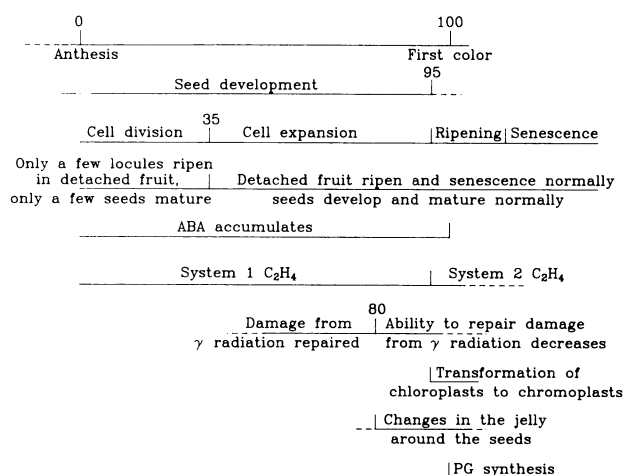 0 100
Anthesis First color
95
Seed development
35
Cell division Cell expansion Ripening Senescence
Only a few locules ripen
in detached fruit, Detached fruit ripen and senescence normally
only a few seeds mature seeds develop and mature normally
ABA accumulates
System 1 C₂H₄ System 2 C₂H₄
80
Damage from Ability to repair damage
γ radiation repaired from γ radiation decreases
Transformation of
chloroplasts to chromoplasts
Changes in the jelly
around the seeds
PG synthesis